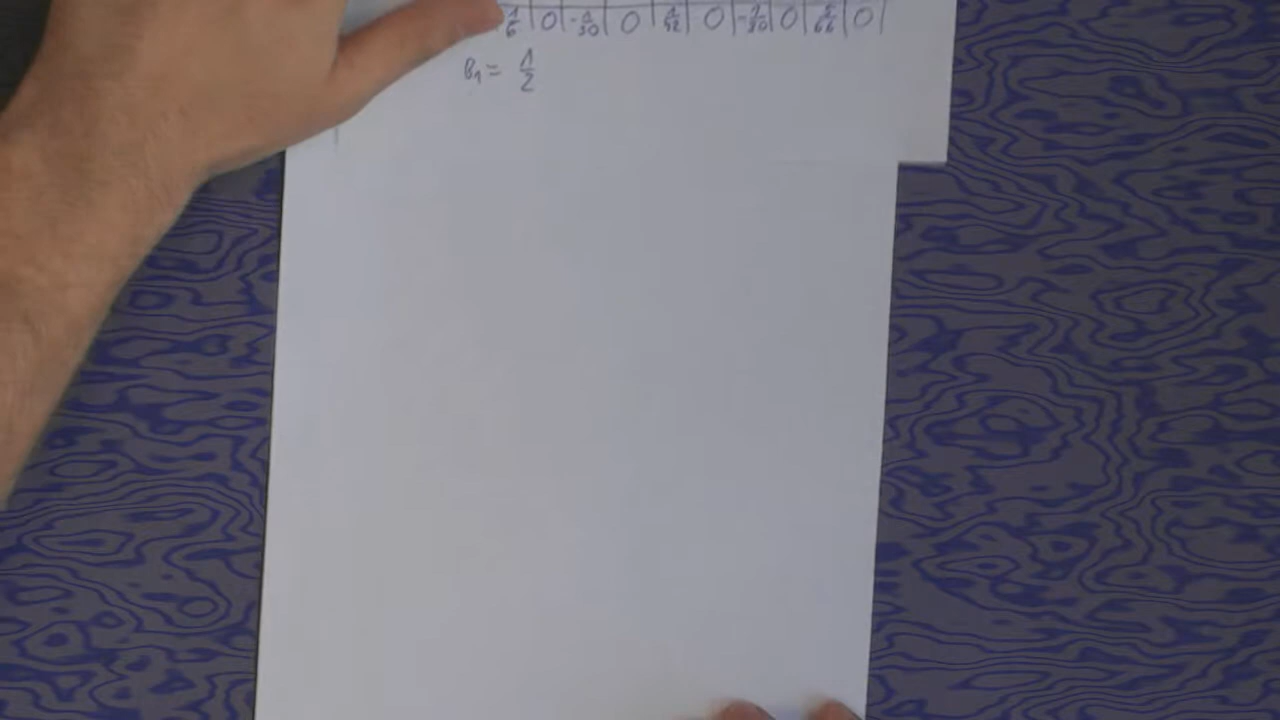 1/6 | 0 | -1/30 | 0 | 1/42 | 0 | -1/30 | 0 | 5/66 | 0 |
B₁ = 1/2